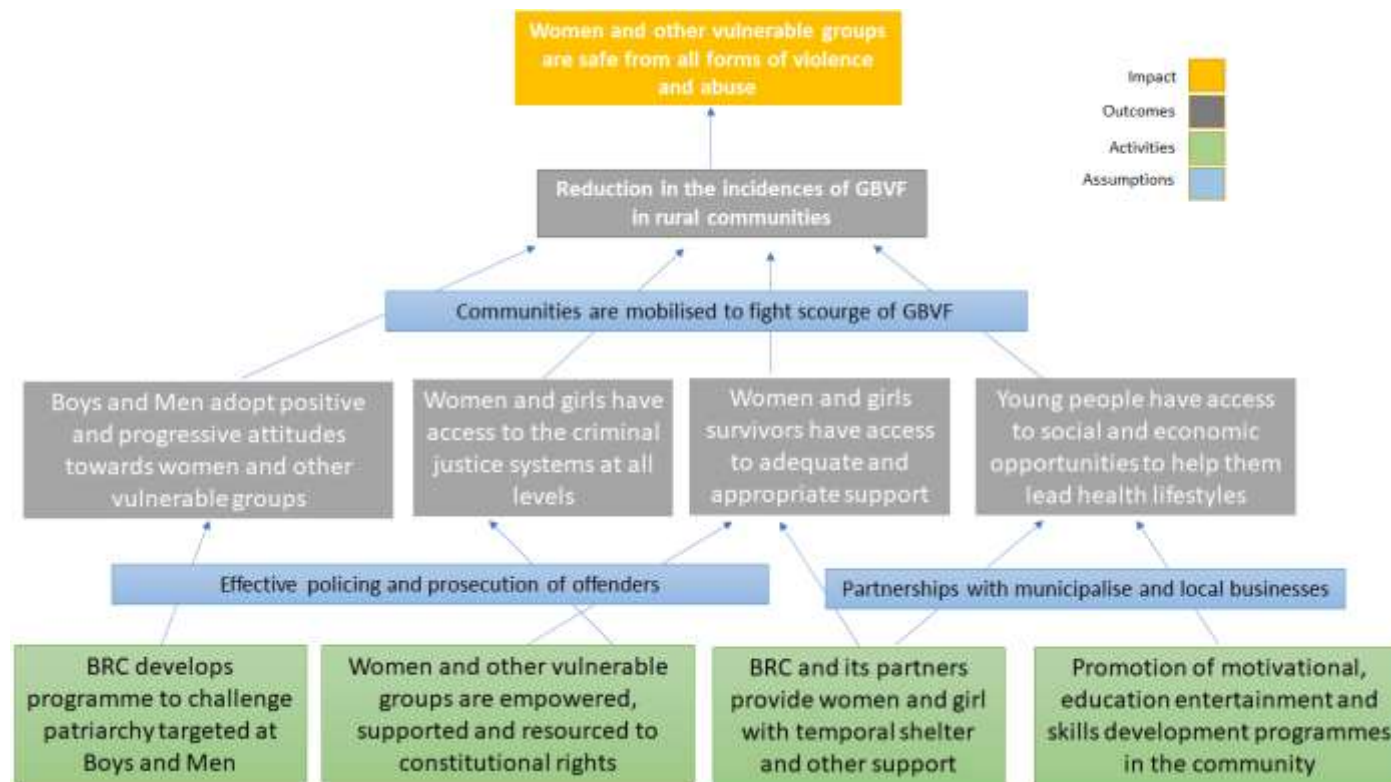 Women and other vulnerable groups
are safe from all forms of violence
and abuse
Impact
Outcomes
Activities
Assumptions
Reduction in the incidences of GBVF
in rural communities
Communities are mobilised to fight scourge of GBVF
Boys and Men adopt positive
and progressive attitudes
towards women and other
vulnerable groups
Women and girls have
access to the criminal
justice systems at all
levels
Women and girls
survivors have access
to adequate and
appropriate support
Young people have access
to social and economic
opportunities to help them
lead health lifestyles
Effective policing and prosecution of offenders
Partnerships with municipalise and local businesses
BRC develops
programme to challenge
patriarchy targeted at
Boys and Men
Women and other vulnerable
groups are empowered,
supported and resourced to
constitutional rights
BRC and its partners
provide women and girl
with temporal shelter
and other support
Promotion of motivational,
education entertainment and
skills development programmes
in the community